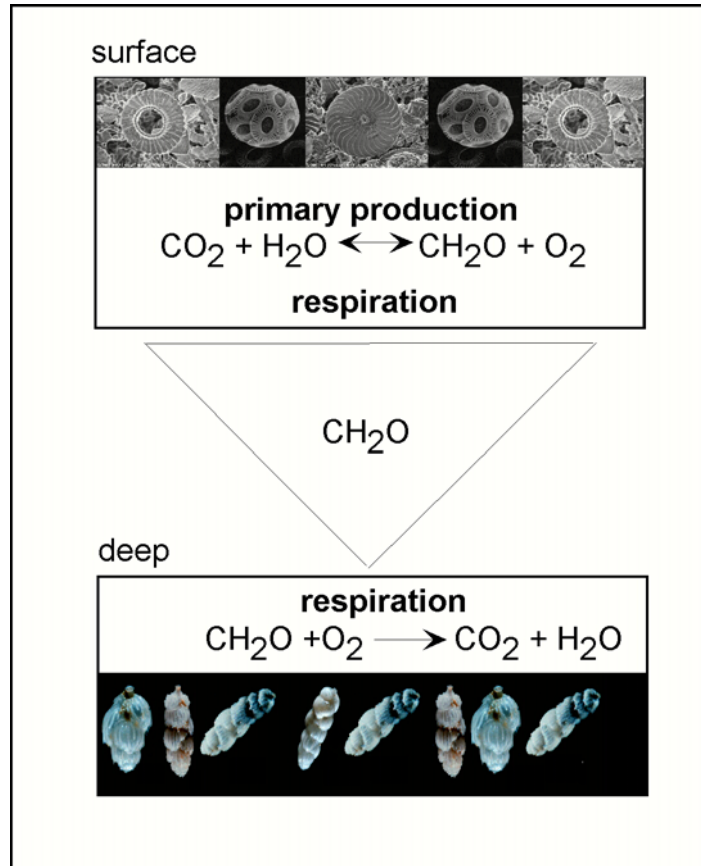 surface
primary production
CO2 + H2O ↔ CH2O + O2
respiration
CH2O
deep
respiration
CH2O +O2 → CO2 + H2O